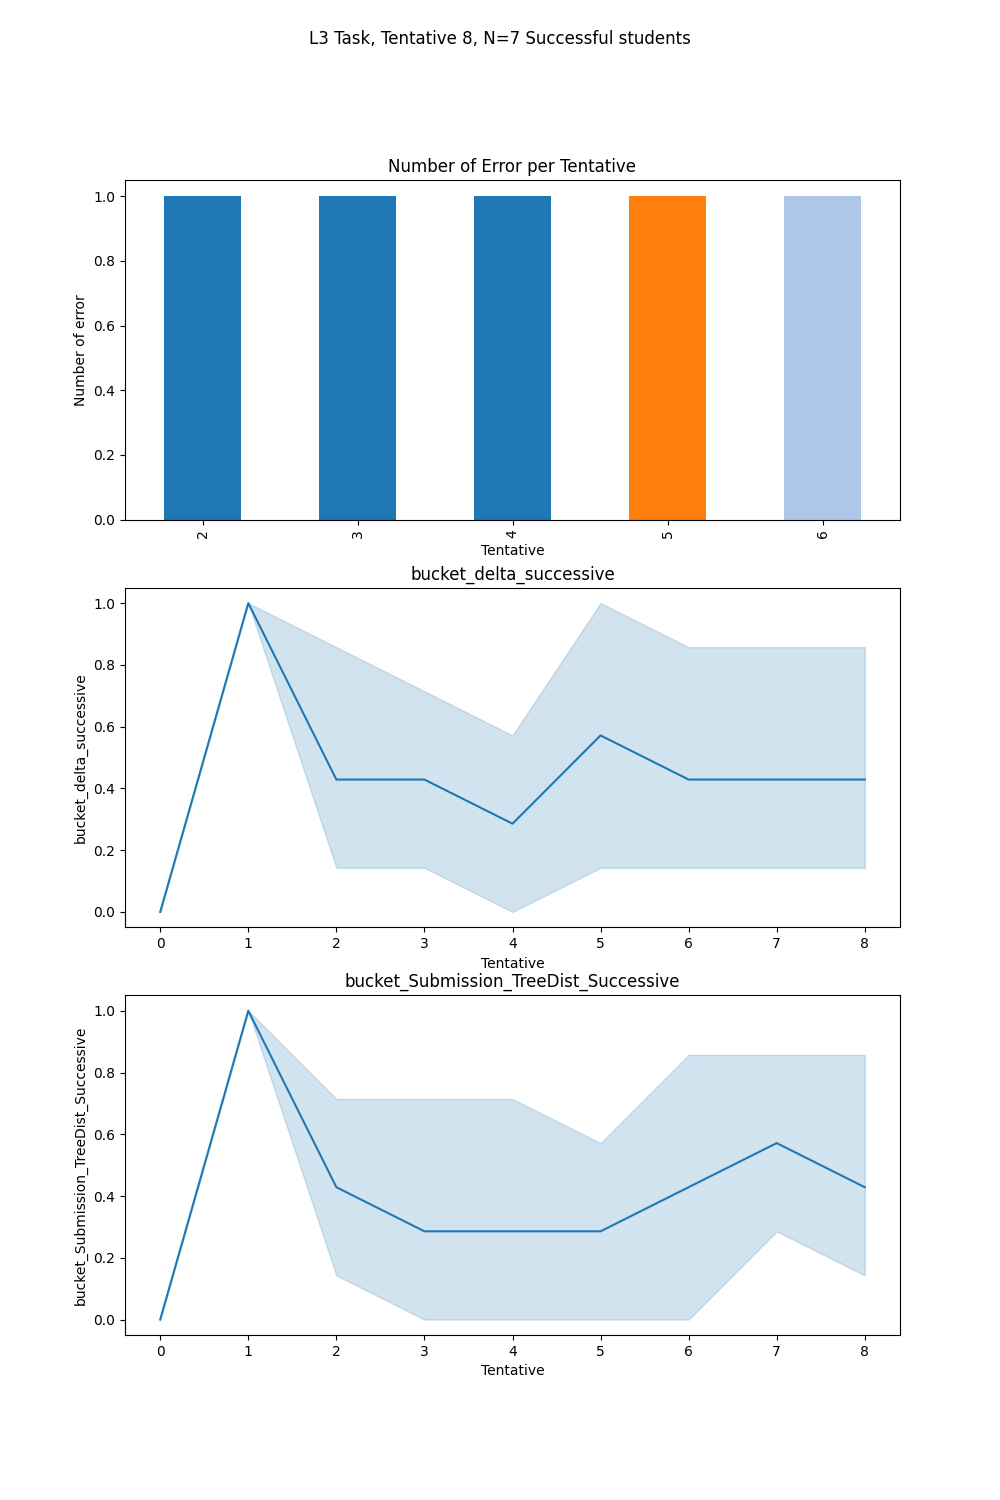 L3 Task, Tentative 8, N=7 Successful students
Number of Error per Tentative
Number of error
1.0
0.8
0.6
0.4
0.2
0.0
2 3 4 5 6
Tentative
bucket_delta_successive
bucket_delta_successive
1.0
0.8
0.6
0.4
0.2
0.0
0 1 2 3 4 5 6 7 8
Tentative
bucket_Submission_TreeDist_Successive
bucket_Submission_TreeDist_Successive
1.0
0.8
0.6
0.4
0.2
0.0
0 1 2 3 4 5 6 7 8
Tentative